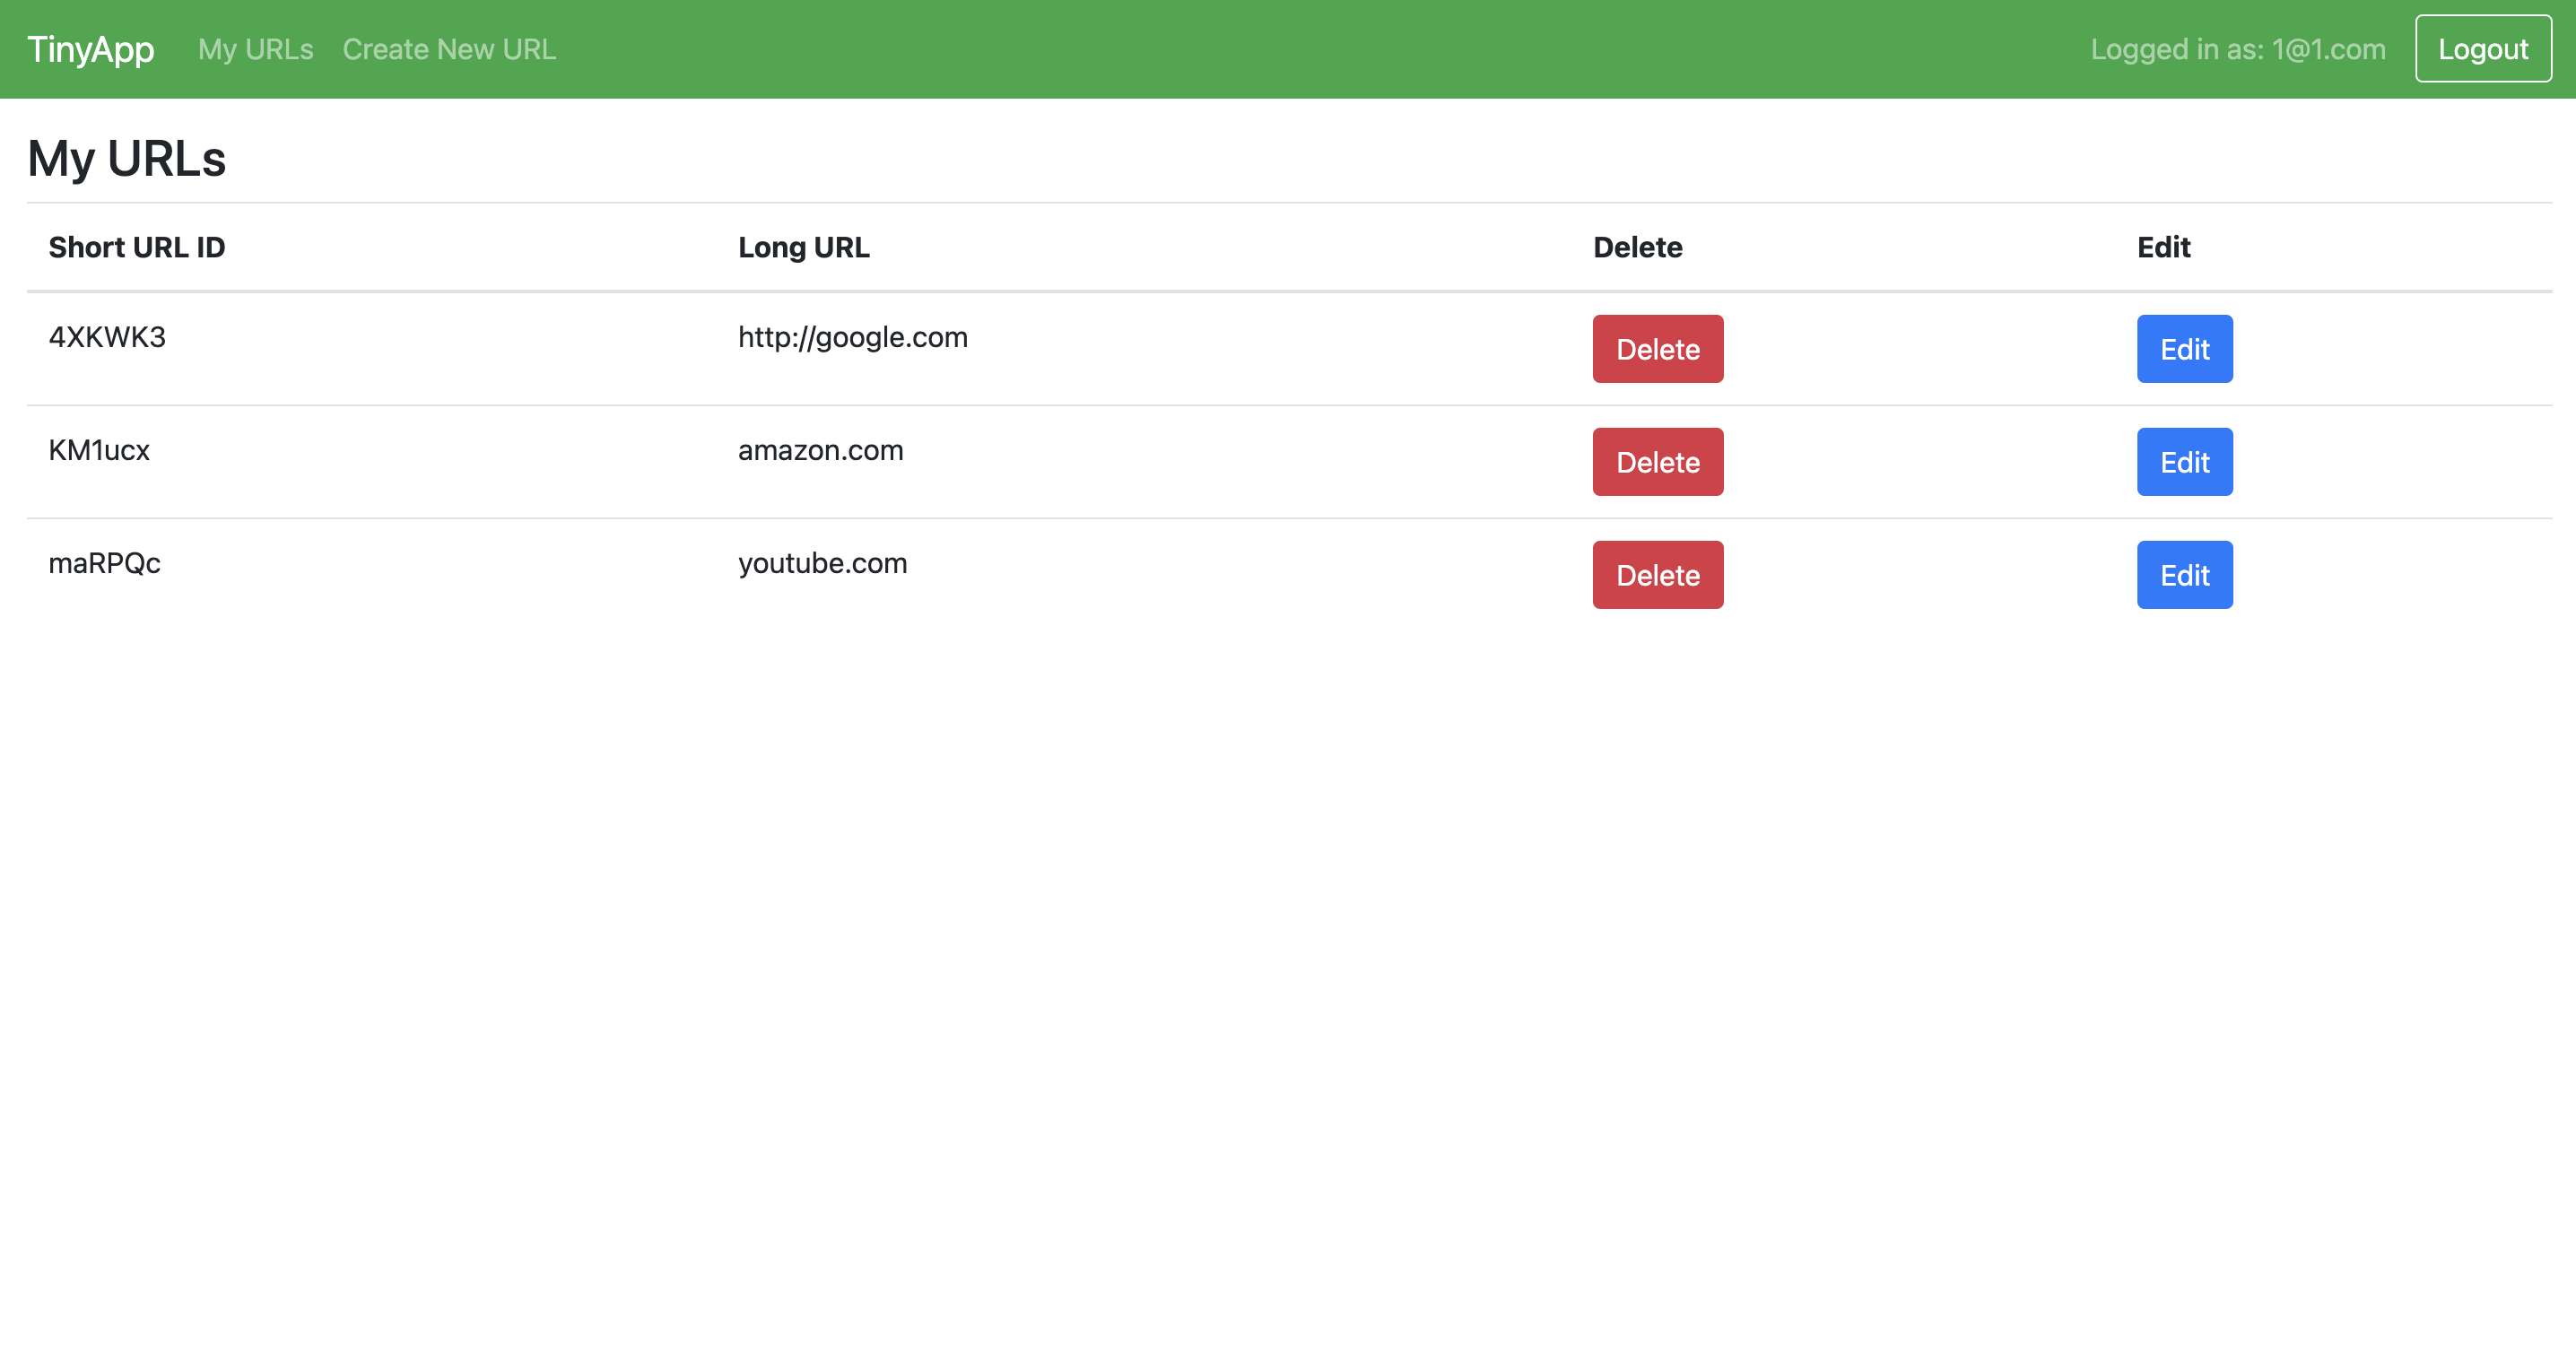 TinyApp My URLs Create New URL Logged in as: 1@1.com Logout
My URLs
Short URL ID Long URL Delete Edit
4XKWK3 http://google.com Delete Edit
KM1ucx amazon.com Delete Edit
maRPQc youtube.com Delete Edit